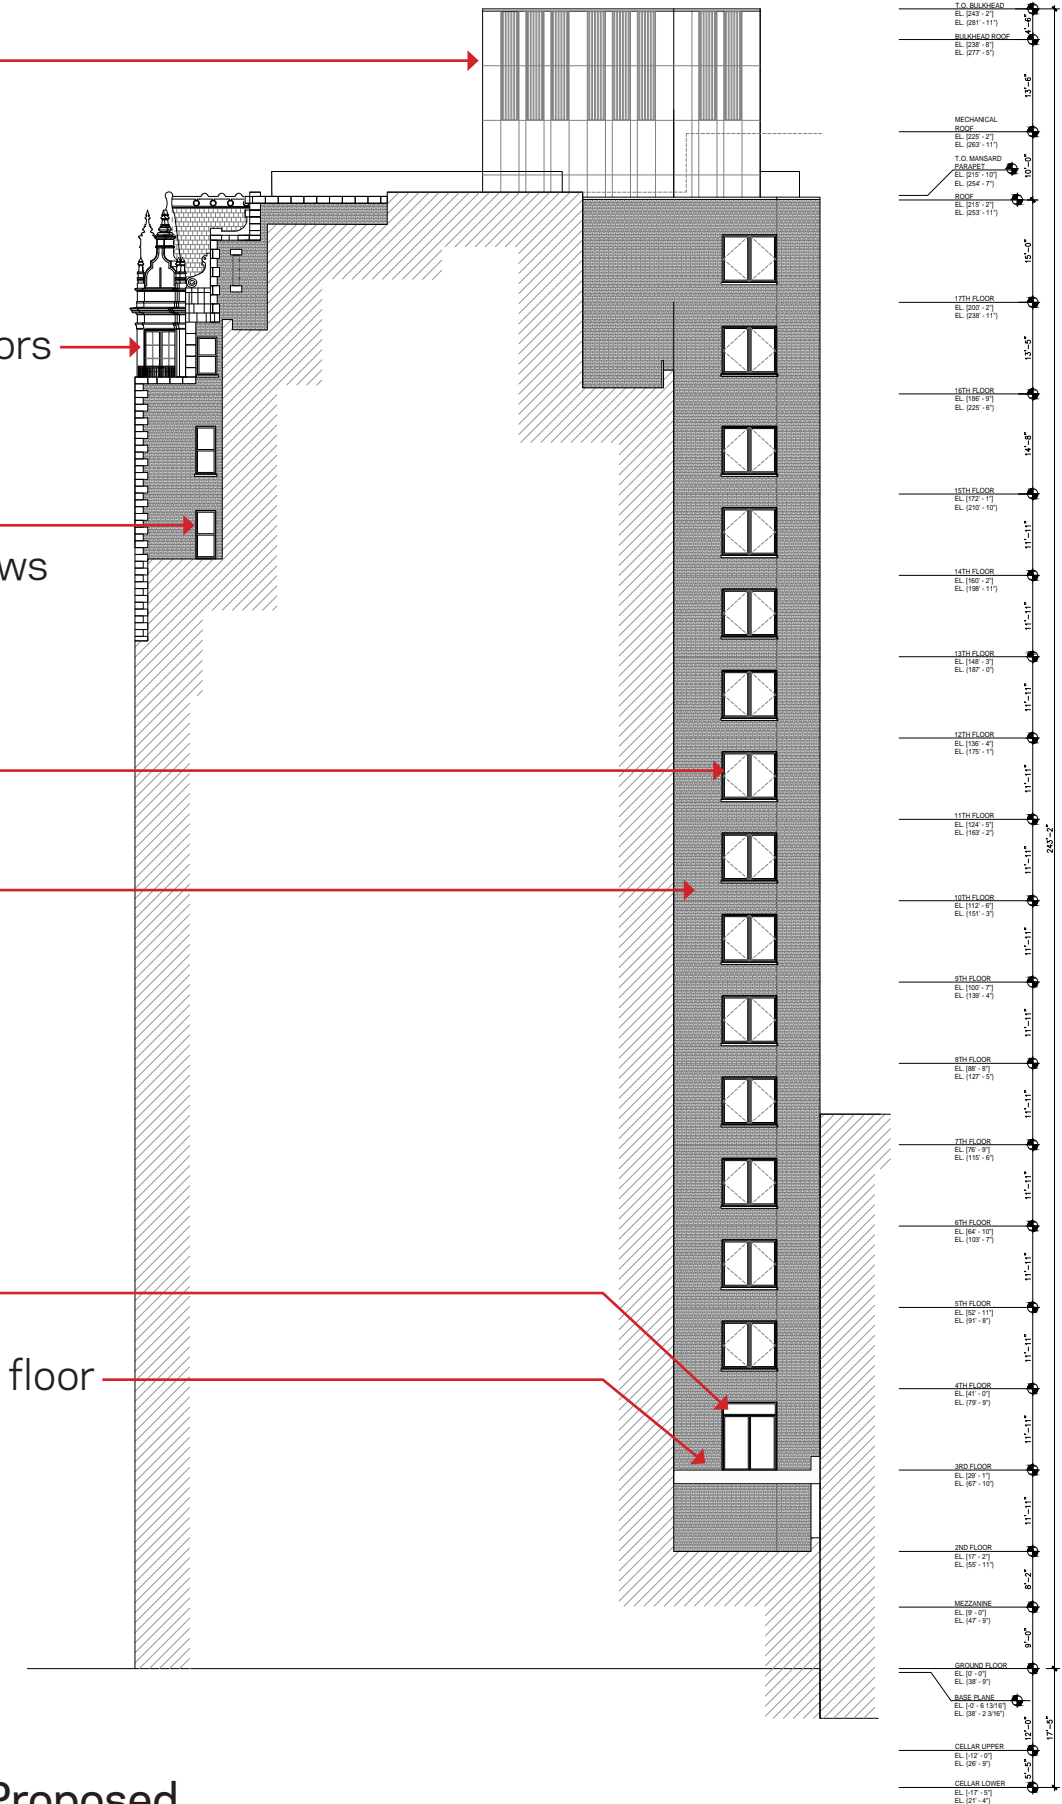 T.O. BULKHEAD
EL. [243' - 2"]
EL. (281' - 11")
4'-6"
BULKHEAD ROOF
EL. [238' - 8"]
EL. (277' - 5")
13'-6"
MECHANICAL
ROOF
EL. [225' - 2"]
EL. (263' - 11")
10'-0"
T.O. MANSARD
PARAPET
EL. [215' - 10"]
EL. (254' - 7")
ROOF
EL. [215' - 2"]
EL. (253' - 11")
15'-0"
17TH FLOOR
EL. [200' - 2"]
EL. (238' - 11")
ors
13'-5"
16TH FLOOR
EL. [186' - 9"]
EL. (225' - 6")
14'-8"
15TH FLOOR
EL. [172' - 1"]
EL. (210' - 10")
11'-11"
ws
14TH FLOOR
EL. [160' - 2"]
EL. (198' - 11")
11'-11"
13TH FLOOR
EL. [148' - 3"]
EL. (187' - 0")
11'-11"
12TH FLOOR
EL. [136' - 4"]
EL. (175' - 1")
11'-11"
11TH FLOOR
EL. [124' - 5"]
EL. (163' - 2")
243'-2"
11'-11"
10TH FLOOR
EL. [112' - 6"]
EL. (151' - 3")
11'-11"
9TH FLOOR
EL. [100' - 7"]
EL. (139' - 4")
11'-11"
8TH FLOOR
EL. [88' - 8"]
EL. (127' - 5")
11'-11"
7TH FLOOR
EL. [76' - 9"]
EL. (115' - 6")
11'-11"
6TH FLOOR
EL. [64' - 10"]
EL. (103' - 7")
11'-11"
5TH FLOOR
EL. [52' - 11"]
EL. (91' - 8")
11'-11"
floor
4TH FLOOR
EL. [41' - 0"]
EL. (79' - 9")
11'-11"
3RD FLOOR
EL. [29' - 1"]
EL. (67' - 10")
11'-11"
2ND FLOOR
EL. [17' - 2"]
EL. (55' - 11")
8'-2"
MEZZANINE
EL. [9' - 0"]
EL. (47' - 9")
9'-0"
GROUND FLOOR
EL. [0' - 0"]
EL. (38' - 9")
BASE PLANE
EL. [-0' - 6 13/16"]
EL. (38' - 2 3/16")
12'-0"
17'-5"
CELLAR UPPER
EL. [-12' - 0"]
EL. (26' - 9")
5'-5"
CELLAR LOWER
EL. [-17' - 5"]
EL. (21' - 4")
Proposed